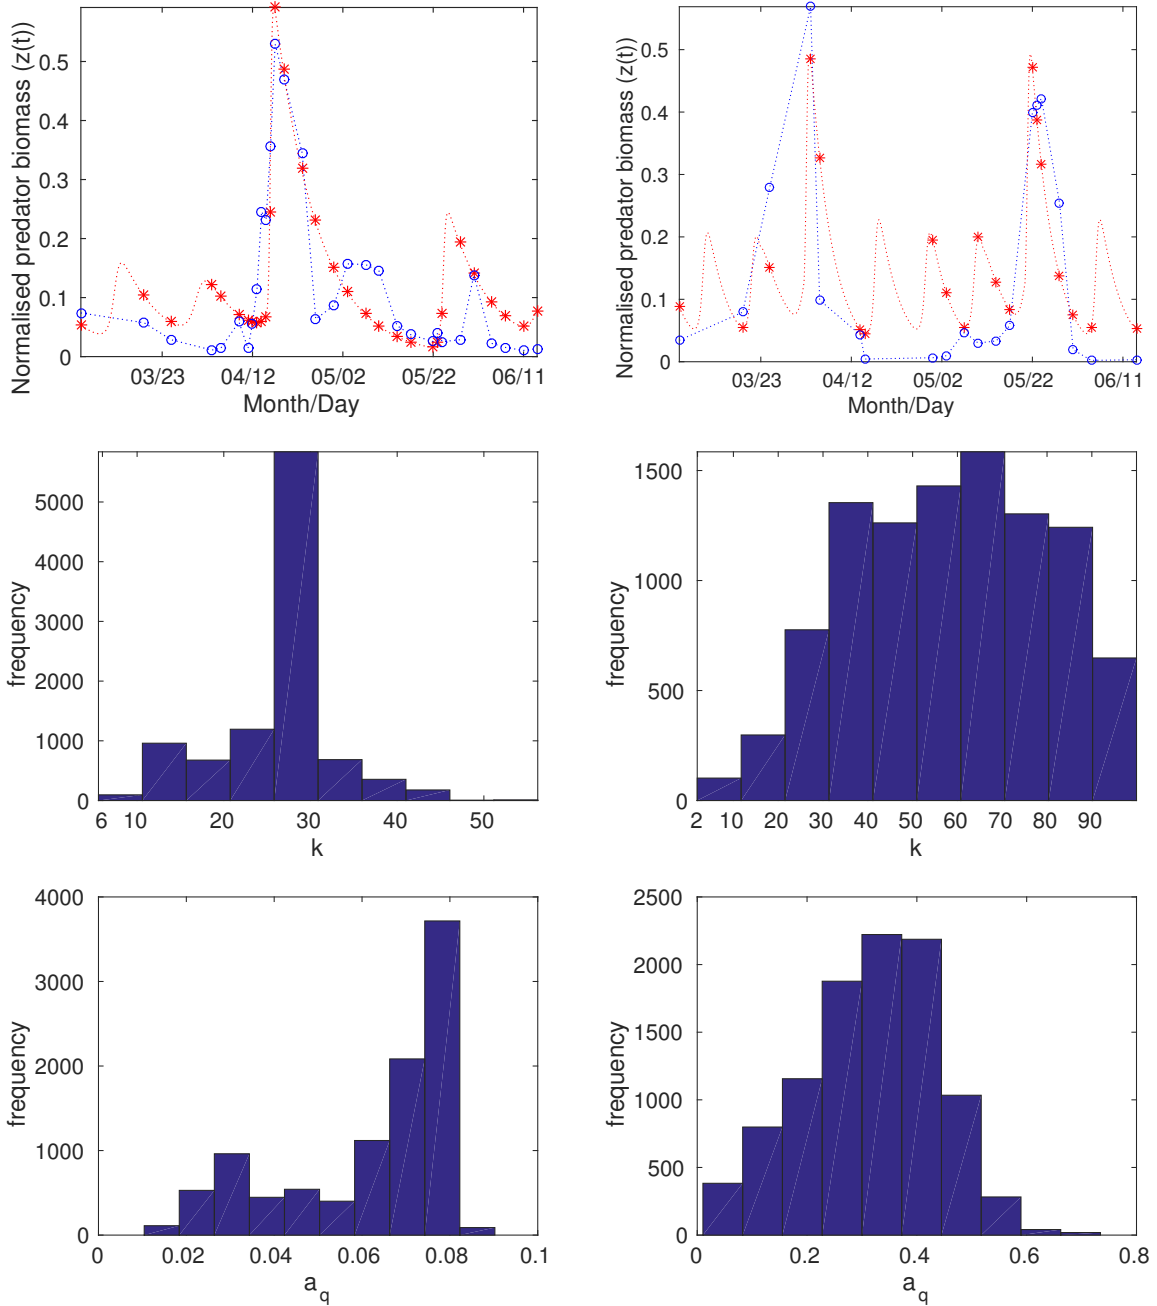 Normalised predator biomass (z(t))
0.5
0.4
0.3
0.2
0.1
0
03/23 04/12 05/02 05/22 06/11
Month/Day
Normalised predator biomass (z(t))
0.5
0.4
0.3
0.2
0.1
0
03/23 04/12 05/02 05/22 06/11
Month/Day
frequency
5000
4000
3000
2000
1000
0
6 10 20 30 40 50
k
frequency
1500
1000
500
0
2 10 20 30 40 50 60 70 80 90
k
frequency
4000
3000
2000
1000
0
0 0.02 0.04 0.06 0.08 0.1
a_q
frequency
2500
2000
1500
1000
500
0
0 0.2 0.4 0.6 0.8
a_q